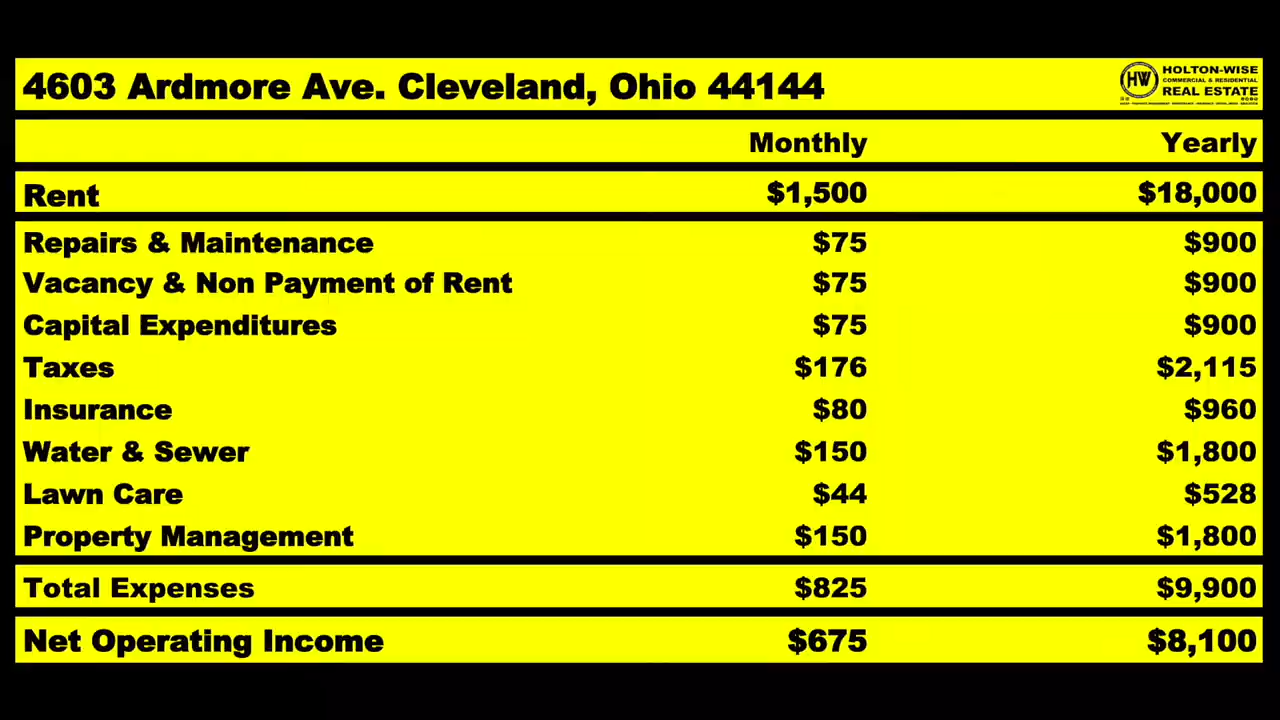 4603 Ardmore Ave. Cleveland, Ohio 44144
HW
HOLTON-WISE
COMMERCIAL & RESIDENTIAL
REAL ESTATE
Monthly Yearly
Rent $1,500 $18,000
Repairs & Maintenance $75 $900
Vacancy & Non Payment of Rent $75 $900
Capital Expenditures $75 $900
Taxes $176 $2,115
Insurance $80 $960
Water & Sewer $150 $1,800
Lawn Care $44 $528
Property Management $150 $1,800
Total Expenses $825 $9,900
Net Operating Income $675 $8,100